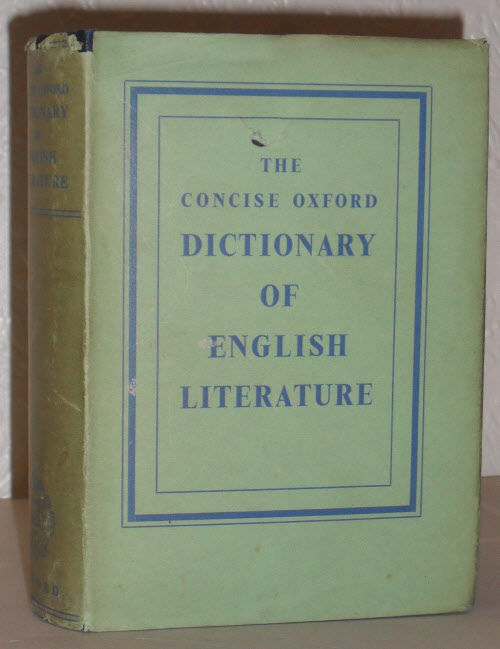 THE
CONCISE OXFORD
DICTIONARY
OF
ENGLISH
LITERATURE